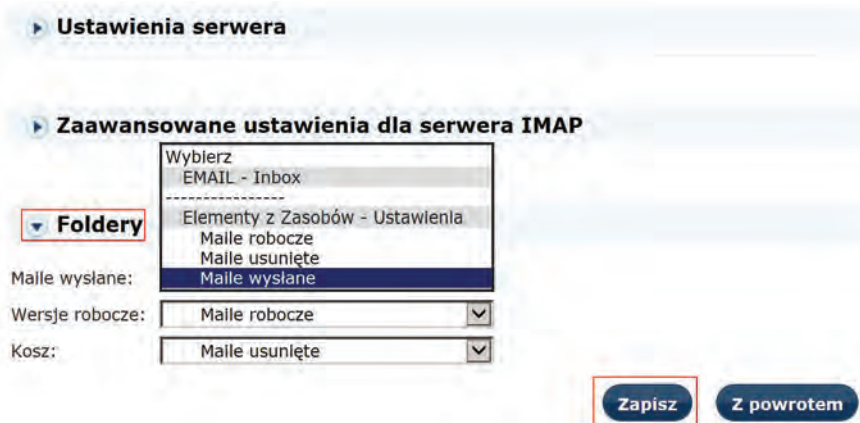 Ustawienia serwera
Zaawansowane ustawienia dla serwera IMAP
Wybierz
EMAIL - Inbox
----------------
Elementy z Zasobów - Ustawienia
Foldery
Maile robocze
Maile usunięte
Maile wysłane: Maile wysłane
Wersje robocze: Maile robocze
Kosz: Maile usunięte
Zapisz Z powrotem